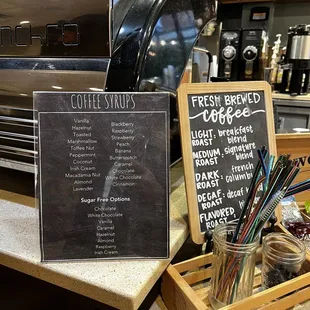 COFFEE SYRUPS
Vanilla
Hazelnut
Toasted
Marshmallow
Toffee Nut
Peppermint
Coconut
Irish Cream
Macadamia Nut
Almond
Lavender
Blackberry
Raspberry
Strawberry
Peach
Banana
Butterscotch
Caramel
Chocolate
White Chocolate
Cinnamon
Sugar Free Options
Chocolate
White Chocolate
Vanilla
Caramel
Hazelnut
Almond
Raspberry
Irish Cream
FRESH BREWED
coffee
LIGHT: breakfast
ROAST blend
MEDIUM: signature
ROAST blend
DARK: french
ROAST
DECAF: decaf
ROAST
FLAVORED:
ROAST